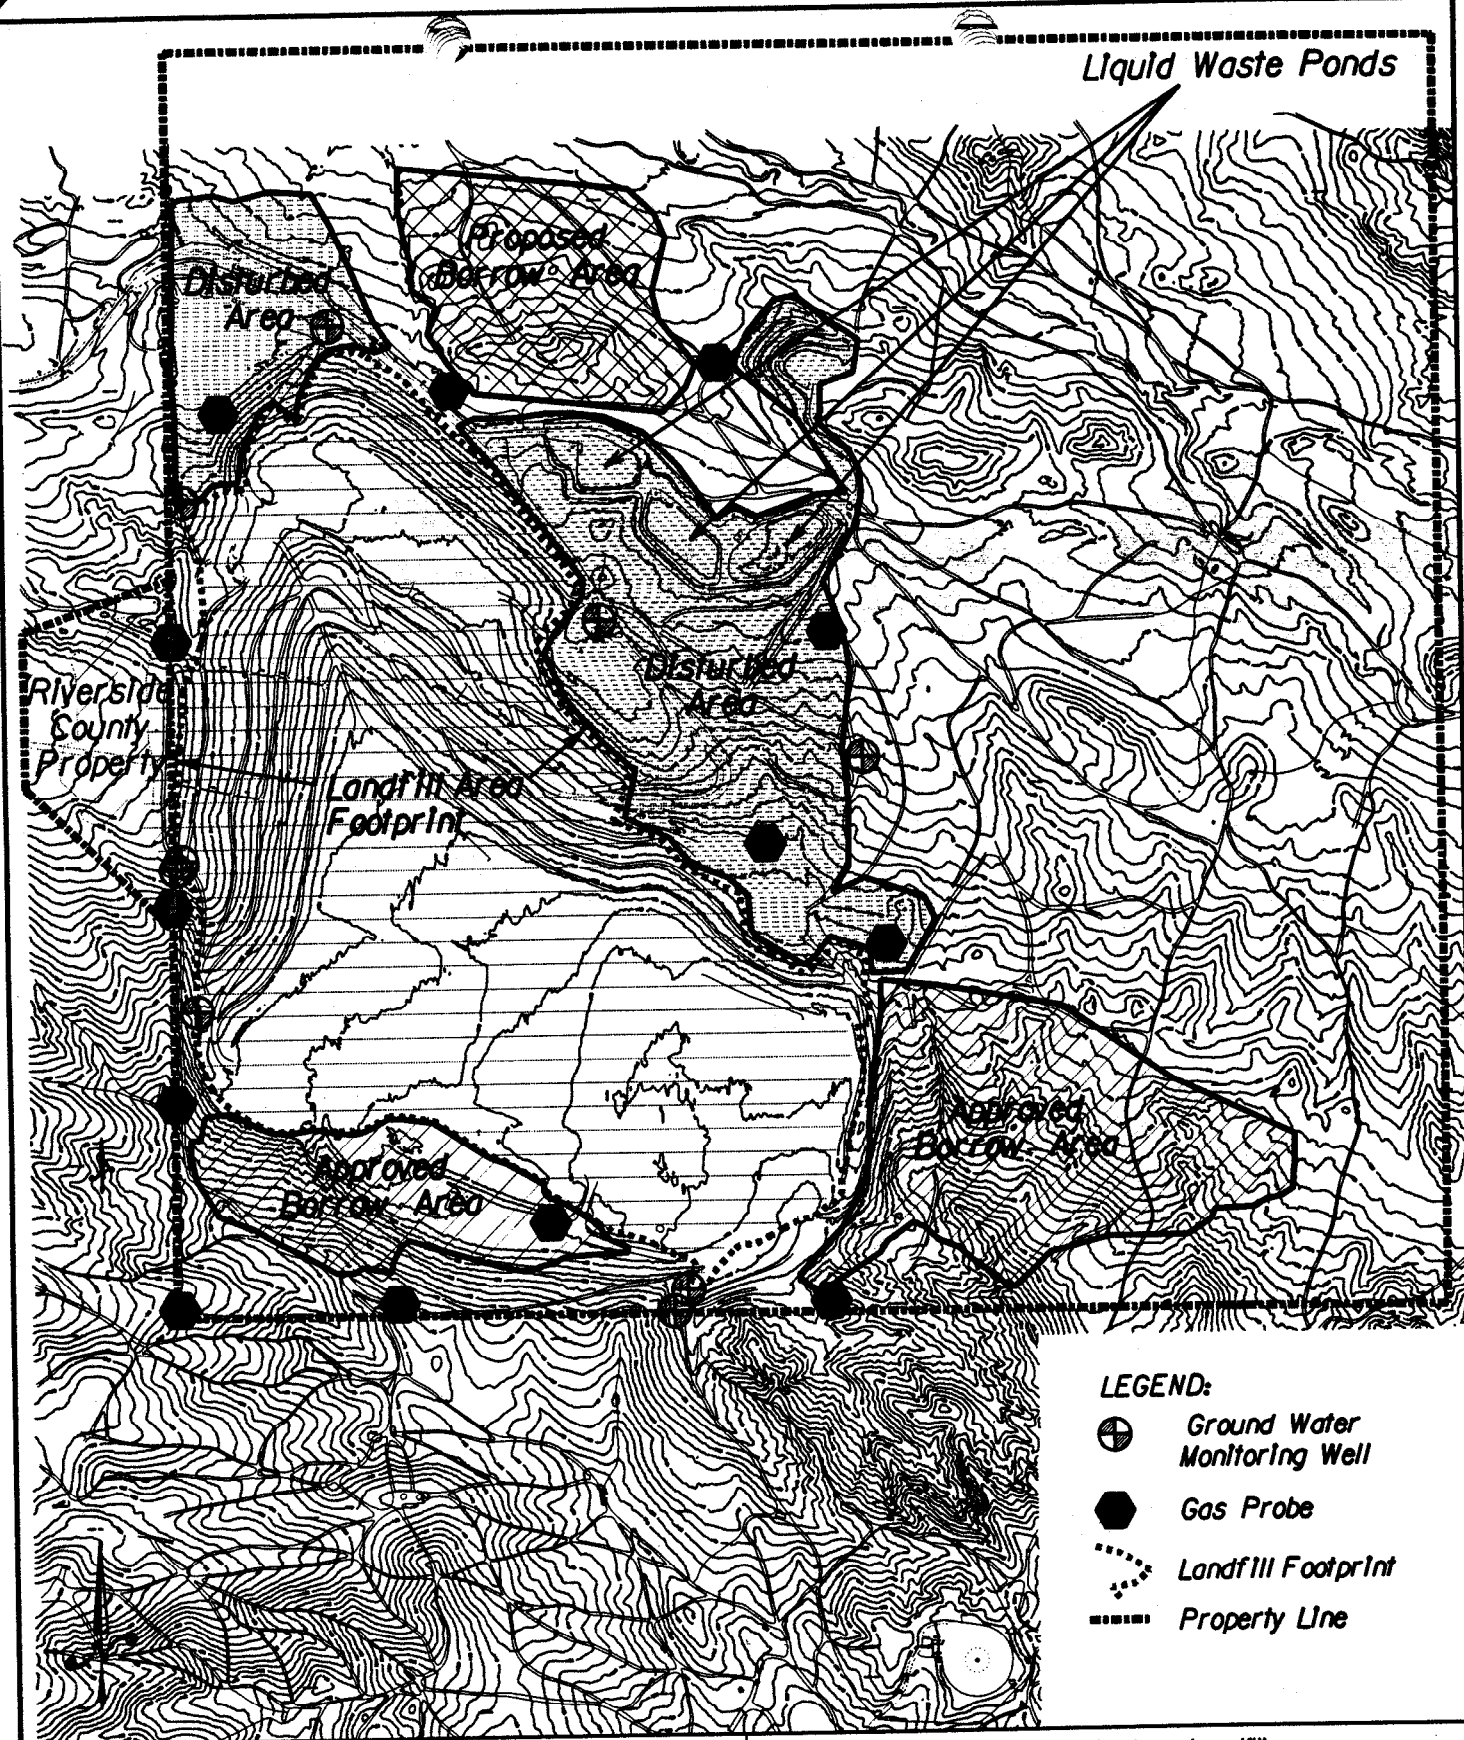 Liquid Waste Ponds
Proposed
Borrow Area
Disturbed
Area
Disturbed
Area
Riverside
County
Property
Landfill Area
Footprint
Approved
Borrow Area
Approved
Borrow Area
LEGEND:
Ground Water
Monitoring Well
Gas Probe
Landfill Footprint
Property Line